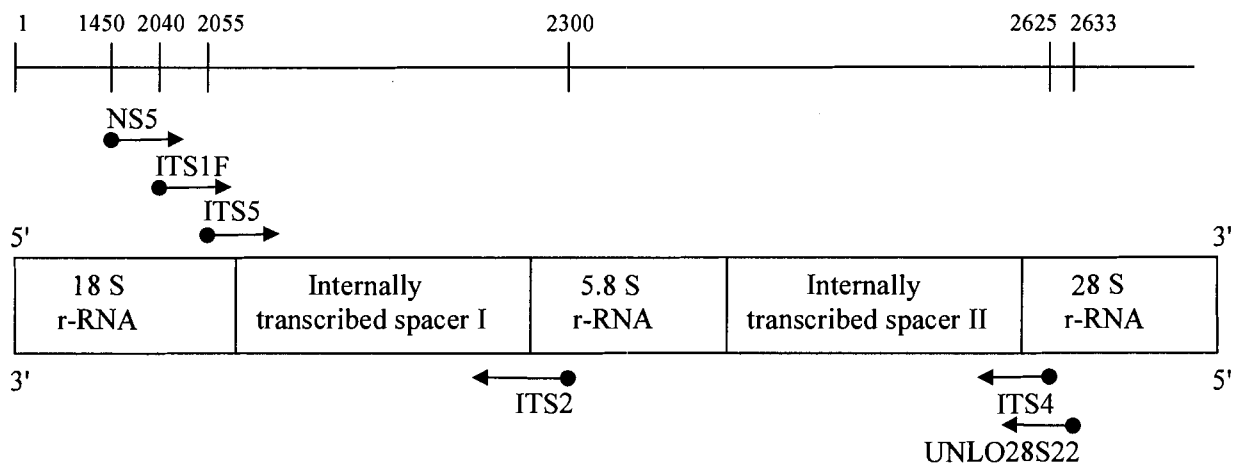 1 1450 2040 2055 2300 2625 2633
NS5
ITS1F
ITS5
5' 3'
18 S Internally 5.8 S Internally 28 S
r-RNA transcribed spacer I r-RNA transcribed spacer II r-RNA
3' 5'
ITS2 ITS4
UNLO28S22